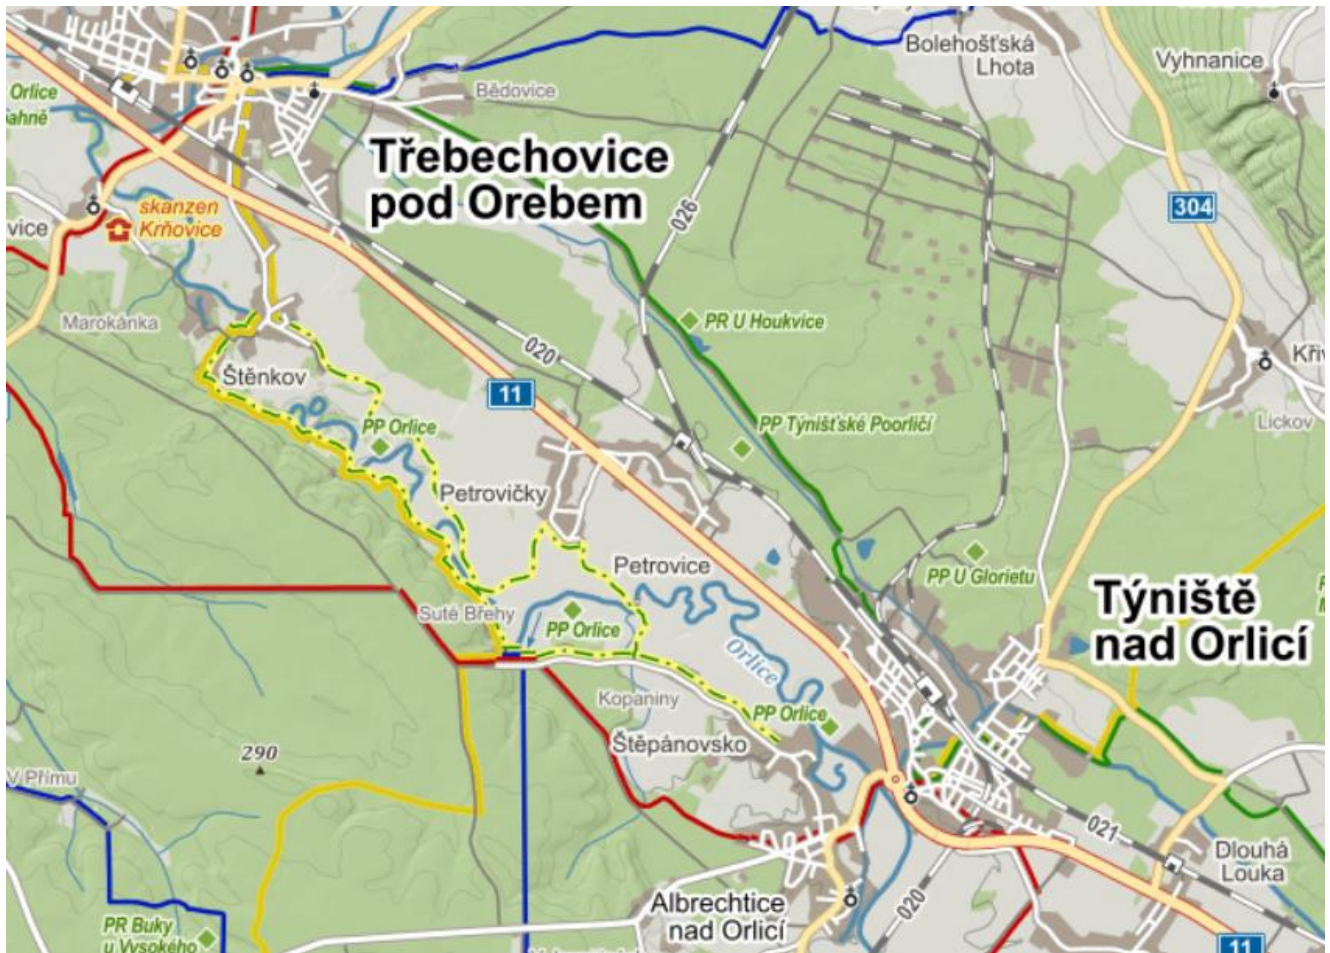 Bolehošťská
Lhota
Vyhnanice
Orlice
Bědovice
Třebechovice
pod Orebem
skanzen
Krňovice
vice
026
304
Marokánka
PR U Houkvice
020
Štěnkov
11
Křiv
Lickov
PP Orlice
PP Týnišťské Poorličí
Petrovičky
Petrovice
PP U Glorietu
Týniště
nad Orlicí
Suté Břehy
PP Orlice
Orlice
Kopaniny
PP Orlice
Štěpánovsko
290
V Přímu
021
Dlouhá
Louka
Albrechtice
nad Orlicí
020
PR Buky
u Vysokého
11